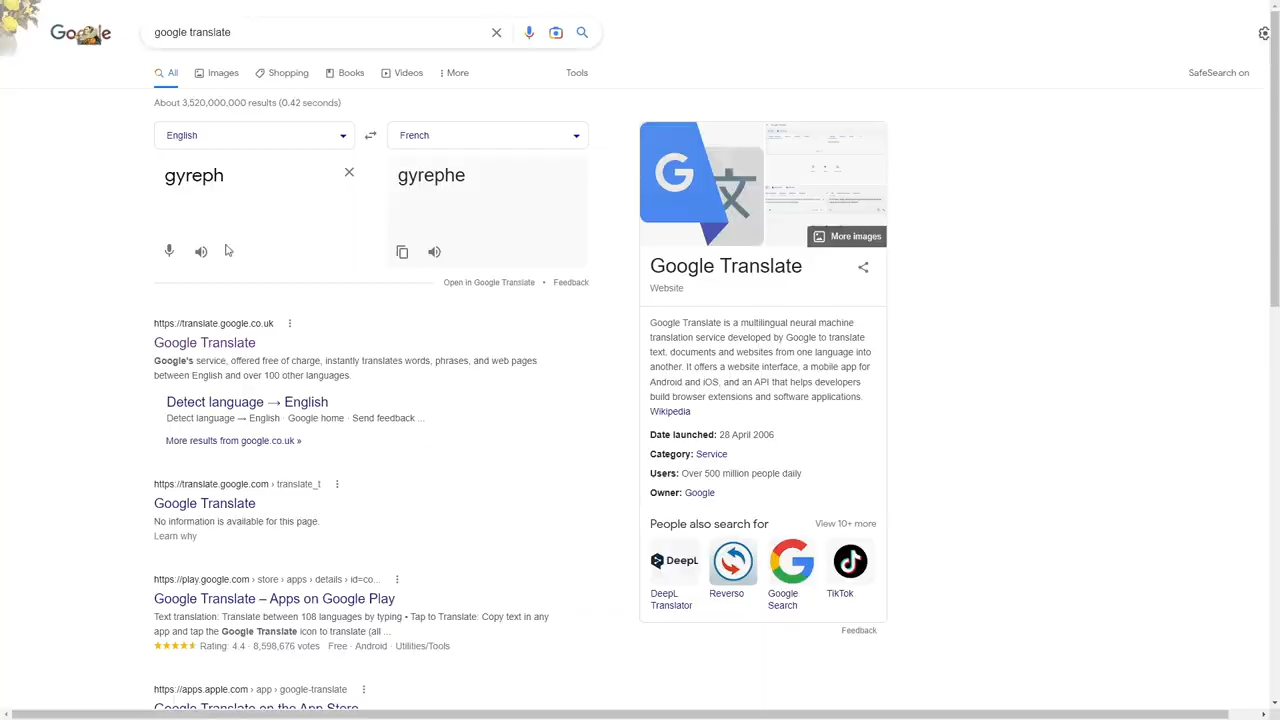 Google
google translate
All Images Shopping Books Videos More Tools SafeSearch on
About 3,520,000,000 results (0.42 seconds)
English French
gyreph gyrephe
Open in Google Translate • Feedback
https://translate.google.co.uk
Google Translate
Google's service, offered free of charge, instantly translates words, phrases, and web pages
between English and over 100 other languages.
Detect language → English
Detect language → English · Google home · Send feedback ...
More results from google.co.uk »
https://translate.google.com › translate_t
Google Translate
No information is available for this page.
Learn why
https://play.google.com › store › apps › details › id=co...
Google Translate – Apps on Google Play
Text translation: Translate between 108 languages by typing • Tap to Translate: Copy text in any
app and tap the Google Translate icon to translate (all ...
Rating: 4.4 · 8,598,676 votes · Free · Android · Utilities/Tools
https://apps.apple.com › app › google-translate
Google Translate on the App Store
G
文
More images
Google Translate
Website
Google Translate is a multilingual neural machine
translation service developed by Google to translate
text, documents and websites from one language into
another. It offers a website interface, a mobile app for
Android and iOS, and an API that helps developers
build browser extensions and software applications.
Wikipedia
Date launched: 28 April 2006
Category: Service
Users: Over 500 million people daily
Owner: Google
People also search for View 10+ more
DeepL
DeepL Translator
Reverso
Google Search
TikTok
Feedback